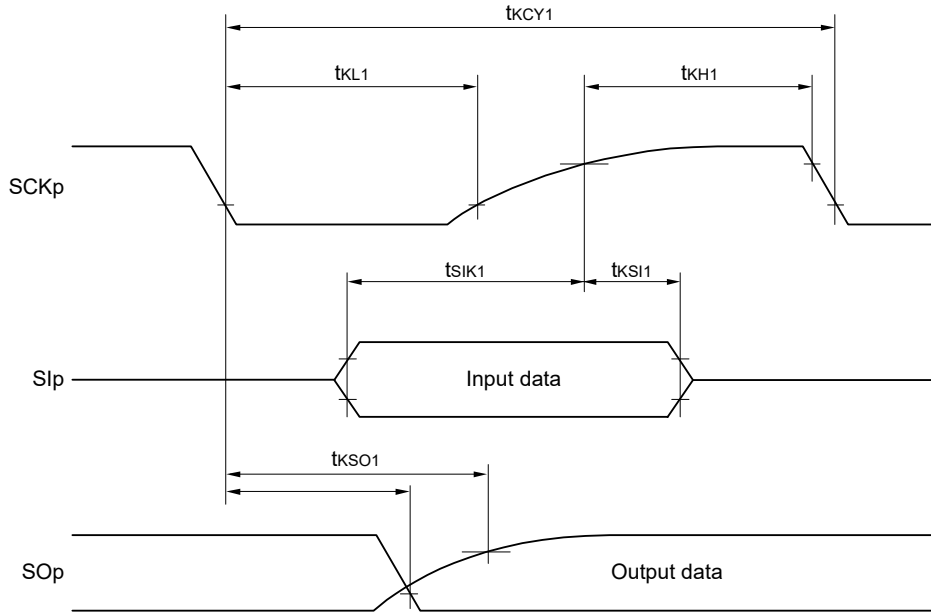 tKCY1
tKL1
tKH1
SCKp
tSIK1
tKSI1
SIp
Input data
tKSO1
SOp
Output data